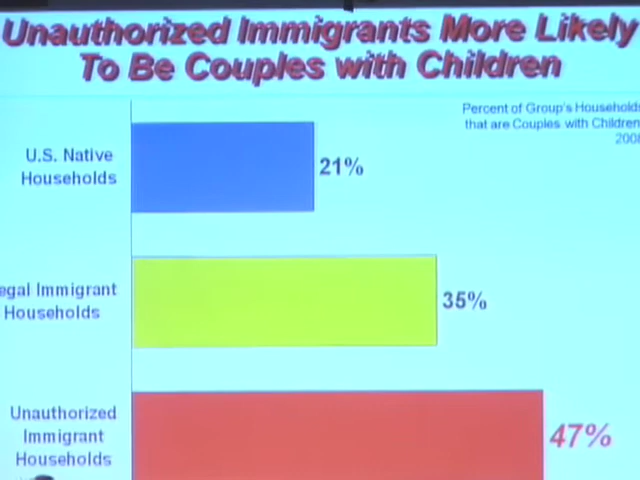 Unauthorized Immigrants More Likely
To Be Couples with Children
Percent of Group's Households
that are Couples with Children
U.S. Native
Households
21%
Immigrant
Households
35%
Unauthorized
Immigrant
Households
47%